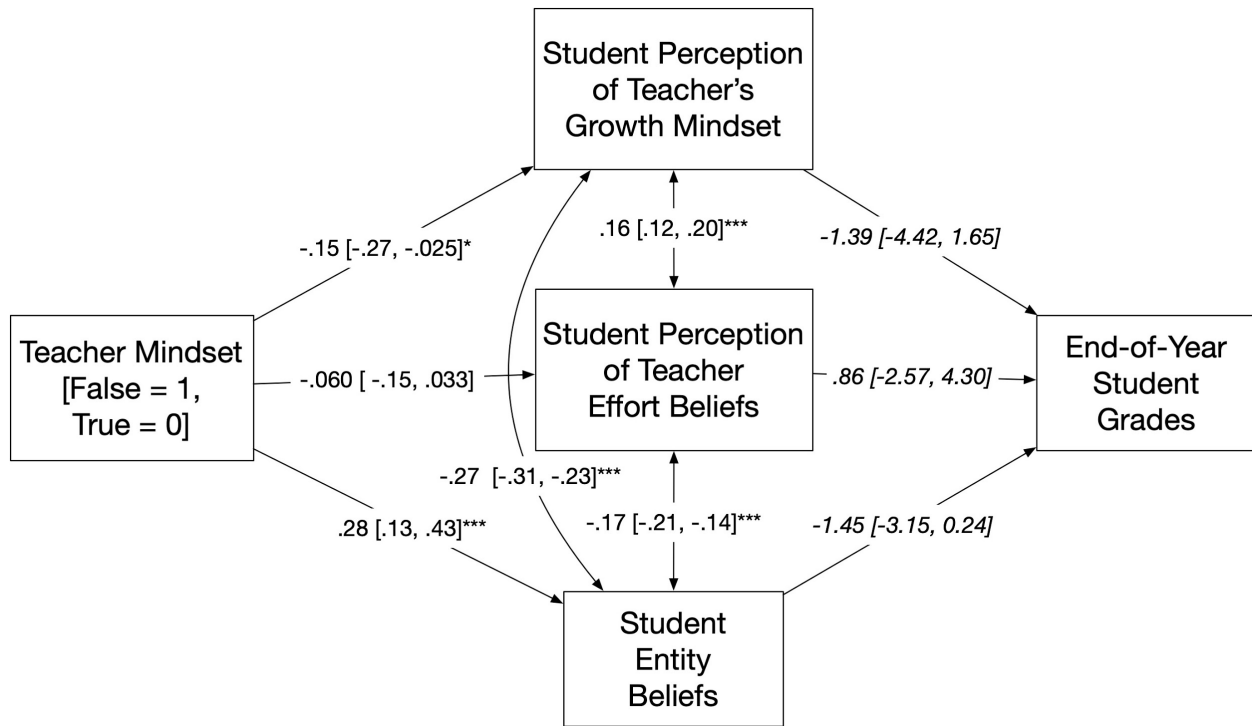 Student Perception
of Teacher's
Growth Mindset
.16 [.12, .20]***
-1.39 [-4.42, 1.65]
-.15 [-.27, -.025]*
Teacher Mindset
[False = 1,
True = 0]
-.060 [ -.15, .033]
Student Perception
of Teacher
Effort Beliefs
.86 [-2.57, 4.30]
End-of-Year
Student
Grades
-.27 [-.31, -.23]***
.28 [.13, .43]***
-.17 [-.21, -.14]***
-1.45 [-3.15, 0.24]
Student
Entity
Beliefs